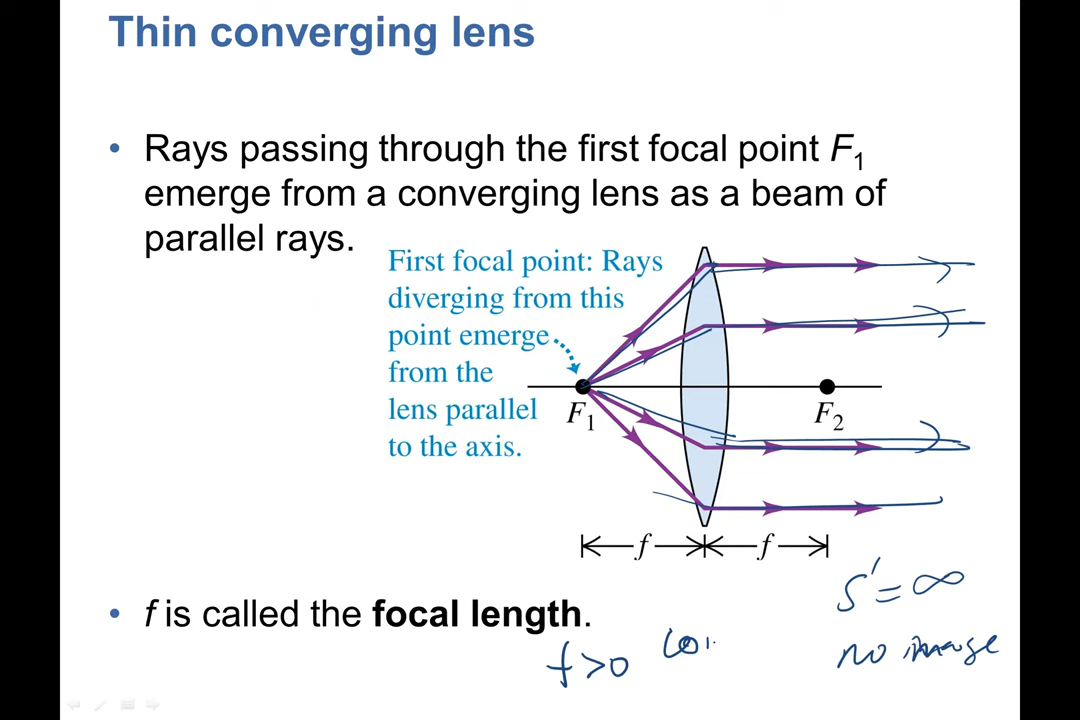 Thin converging lens
• Rays passing through the first focal point F1
emerge from a converging lens as a beam of
parallel rays.
First focal point: Rays
diverging from this
point emerge
from the
lens parallel
to the axis.
F1
F2
f
f
s' = ∞
no image
• f is called the focal length.
f > 0